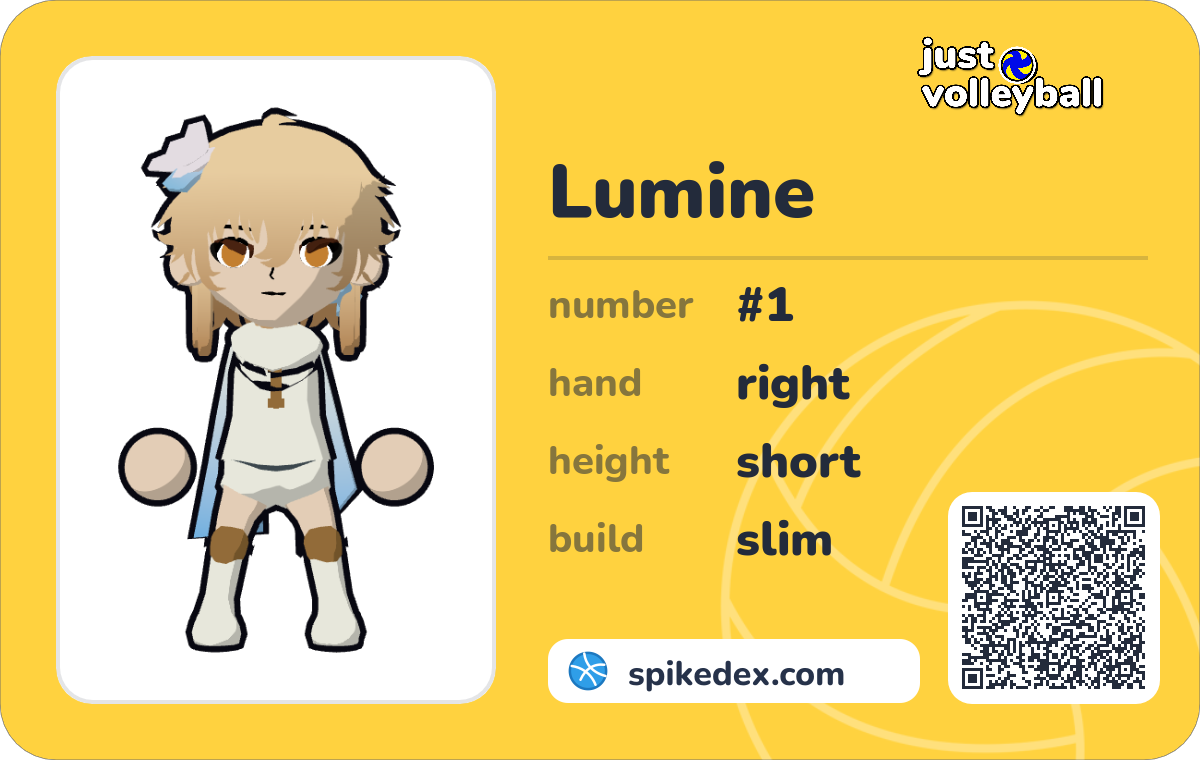 just
volleyball
Lumine
number #1
hand right
height short
build slim
spikedex.com